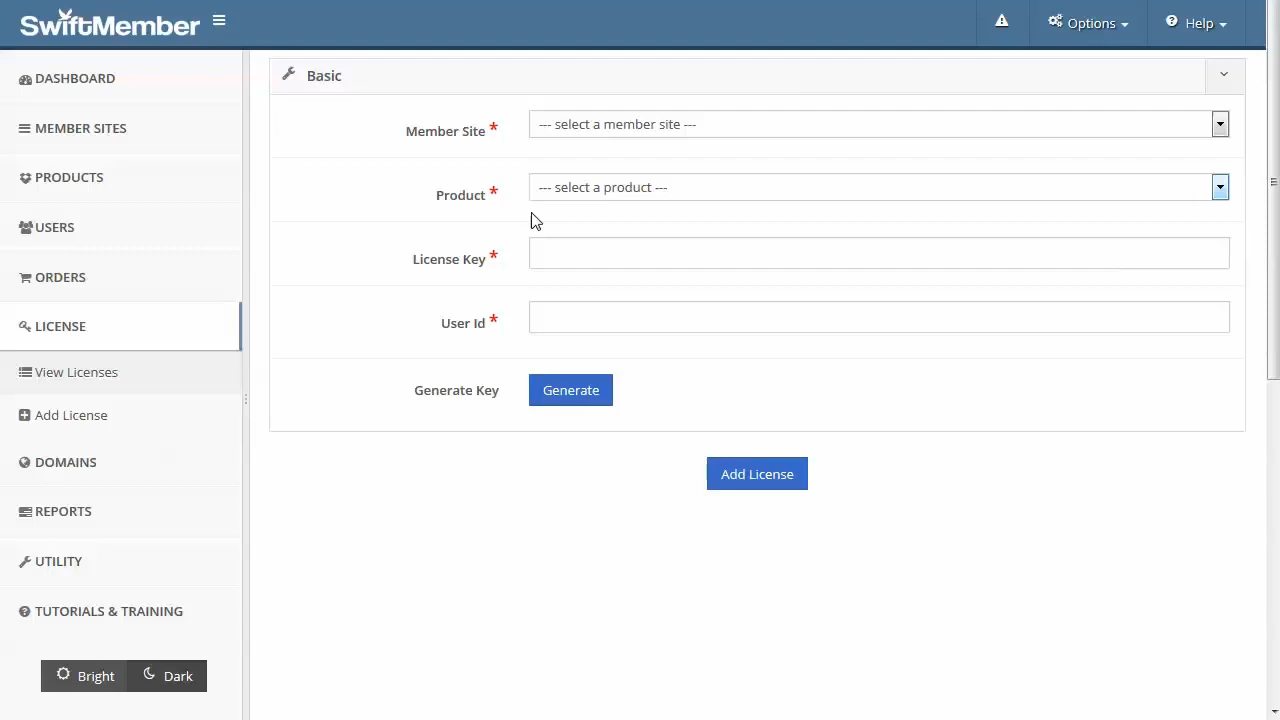 SwiftMember
Options
Help
DASHBOARD
MEMBER SITES
PRODUCTS
USERS
ORDERS
LICENSE
View Licenses
Add License
DOMAINS
REPORTS
UTILITY
TUTORIALS & TRAINING
Bright
Dark
Basic
Member Site *
--- select a member site ---
Product *
--- select a product ---
License Key *
User Id *
Generate Key
Generate
Add License